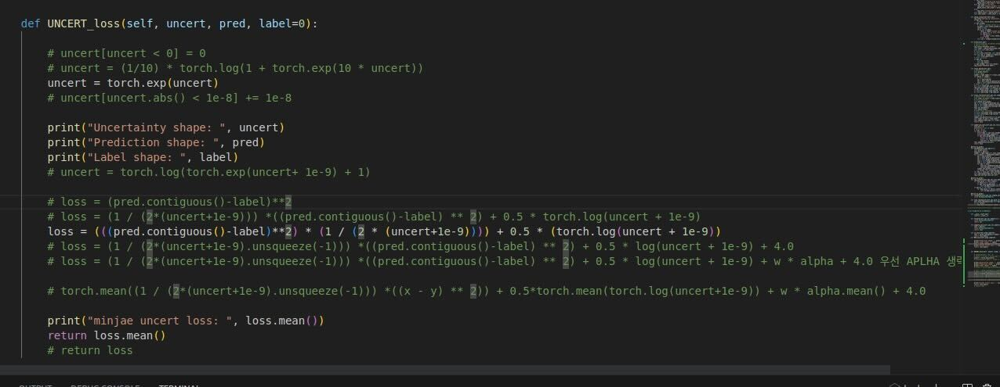 def UNCERT_loss(self, uncert, pred, label=0):
# uncert[uncert < 0] = 0
# uncert = (1/10) * torch.log(1 + torch.exp(10 * uncert))
uncert = torch.exp(uncert)
# uncert[uncert.abs() < 1e-8] += 1e-8
print("Uncertainty shape: ", uncert)
print("Prediction shape: ", pred)
print("Label shape: ", label)
# uncert = torch.log(torch.exp(uncert+ 1e-9) + 1)
# loss = (pred.contiguous()-label)**2
# loss = (1 / (2*(uncert+1e-9))) *((pred.contiguous()-label) ** 2) + 0.5 * torch.log(uncert + 1e-9)
loss = (((pred.contiguous()-label)**2) * (1 / (2 * (uncert+1e-9)))) + 0.5 * (torch.log(uncert + 1e-9))
# loss = (1 / (2*(uncert+1e-9).unsqueeze(-1))) *((pred.contiguous()-label) ** 2) + 0.5 * log(uncert + 1e-9) + 4.0
# loss = (1 / (2*(uncert+1e-9).unsqueeze(-1))) *((pred.contiguous()-label) ** 2) + 0.5 * log(uncert + 1e-9) + w * alpha + 4.0 우선 APLHA 생략
# torch.mean((1 / (2*(uncert+1e-9).unsqueeze(-1))) *((x - y) ** 2)) + 0.5*torch.mean(torch.log(uncert+1e-9)) + w * alpha.mean() + 4.0
print("minjae uncert loss: ", loss.mean())
return loss.mean()
# return loss
OUTPUT DEBUG CONSOLE TERMINAL